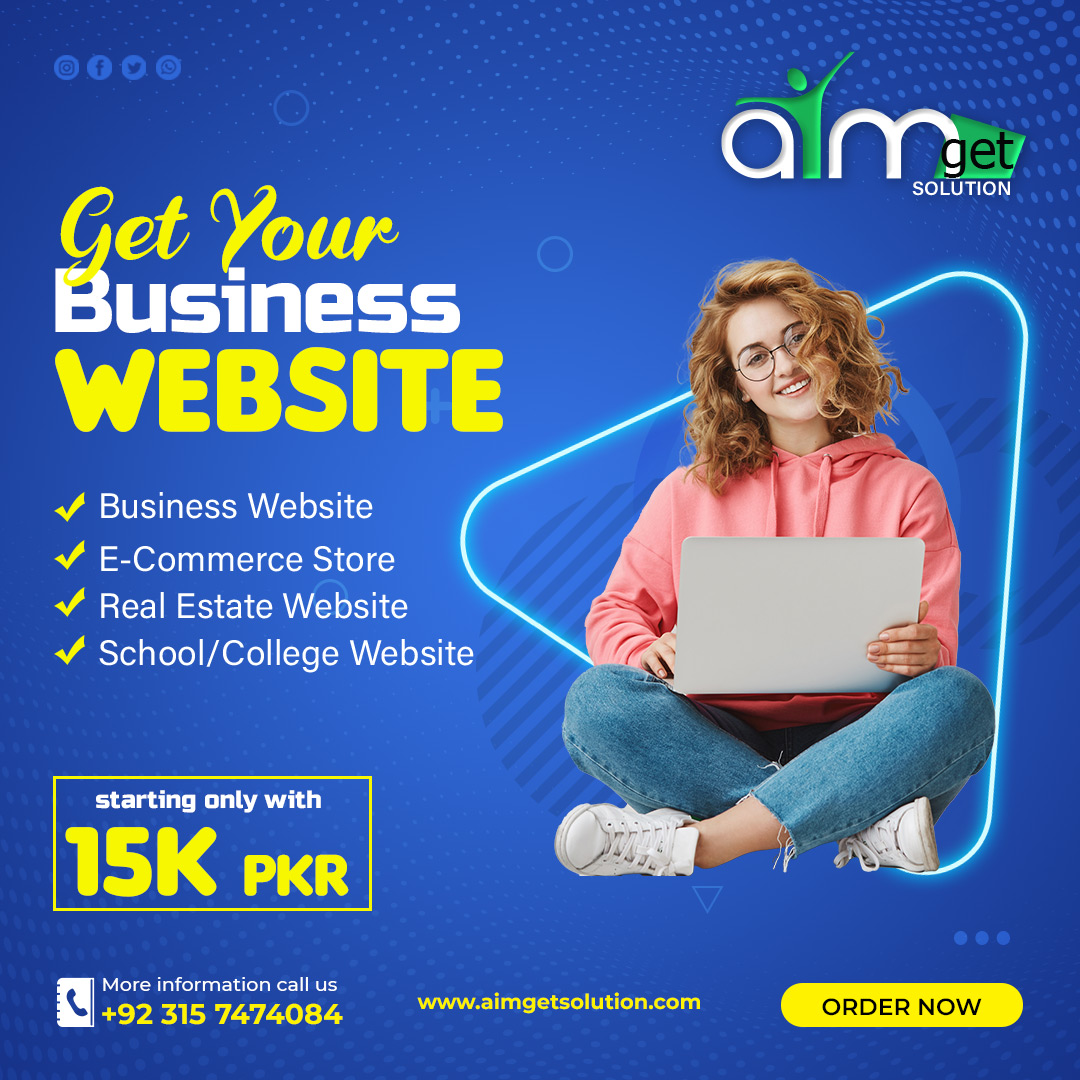 aim get
SOLUTION
Get Your
Business
WEBSITE
Business Website
E-Commerce Store
Real Estate Website
School/College Website
starting only with
15K PKR
More information call us
+92 315 7474084
www.aimgetsolution.com
ORDER NOW